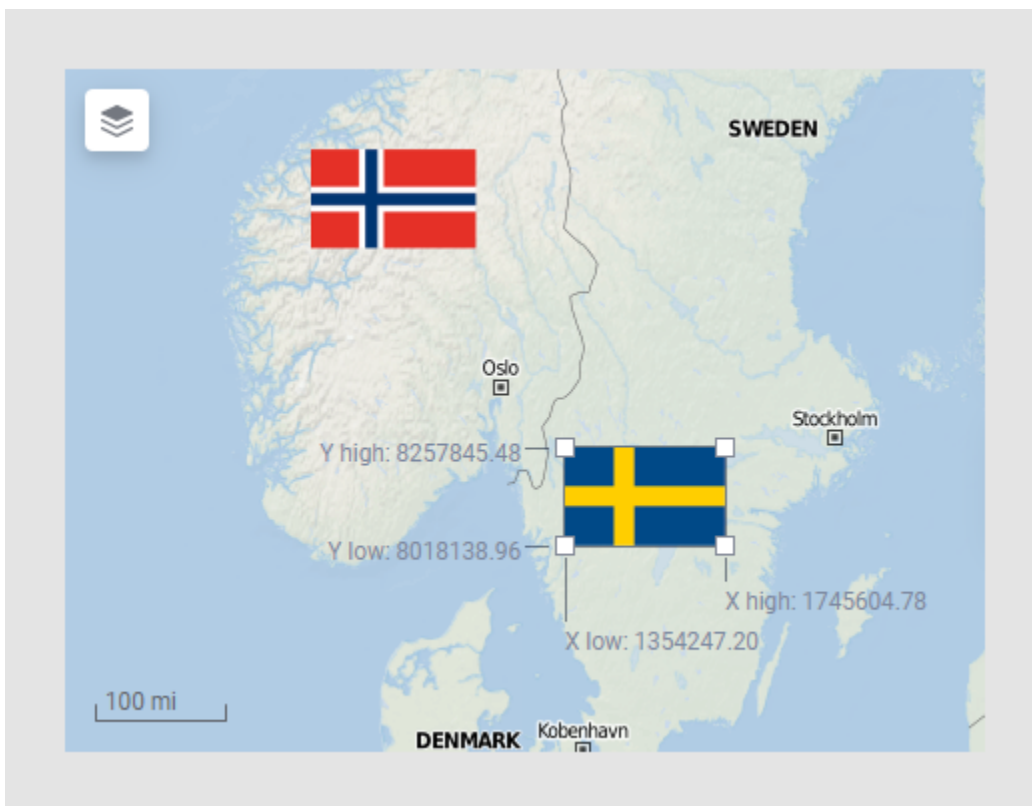 SWEDEN
Oslo
Stockholm
Y high: 8257845.48
Y low: 8018138.96
X high: 1745604.78
X low: 1354247.20
100 mi
DENMARK
Kobenhavn